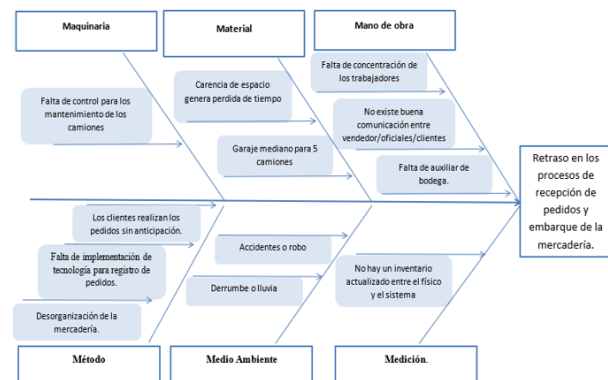 Maquinaria
Material
Mano de obra
Falta de control para los
mantenimiento de los
camiones
Carencia de espacio
genera perdida de tiempo
Garaje mediano para 5
camiones
Falta de concentración de
los trabajadores
No existe buena
comunicación entre
vendedor/oficiales/clientes
Falta de auxiliar de
bodega.
Retraso en los
procesos de
recepción de
pedidos y
embarque de la
mercadería.
Los clientes realizan los
pedidos sin anticipación.
Falta de implementación de
tecnología para registro de
pedidos.
Desorganización de la
mercadería.
Accidentes o robo
Derrumbe o lluvia
No hay un inventario
actualizado entre el físico
y el sistema
Método
Medio Ambiente
Medición.